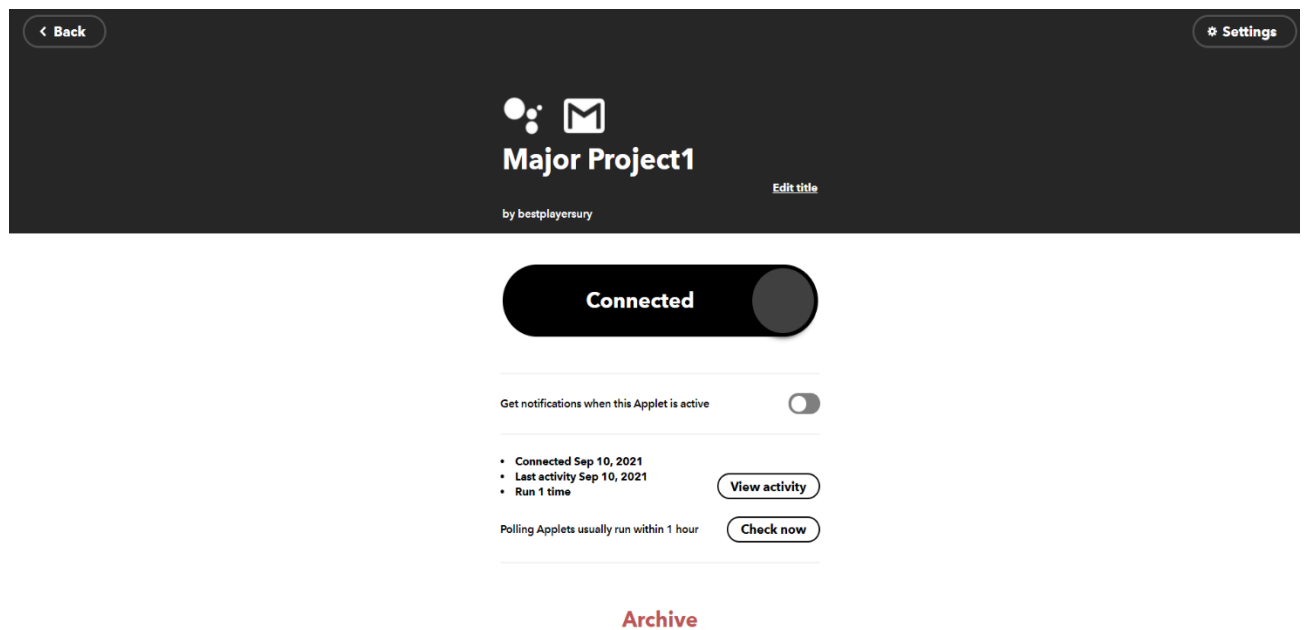 Back
Settings
Major Project1
Edit title
by bestplayersury
Connected
Get notifications when this Applet is active
Connected Sep 10, 2021
Last activity Sep 10, 2021
Run 1 time
View activity
Polling Applets usually run within 1 hour
Check now
Archive